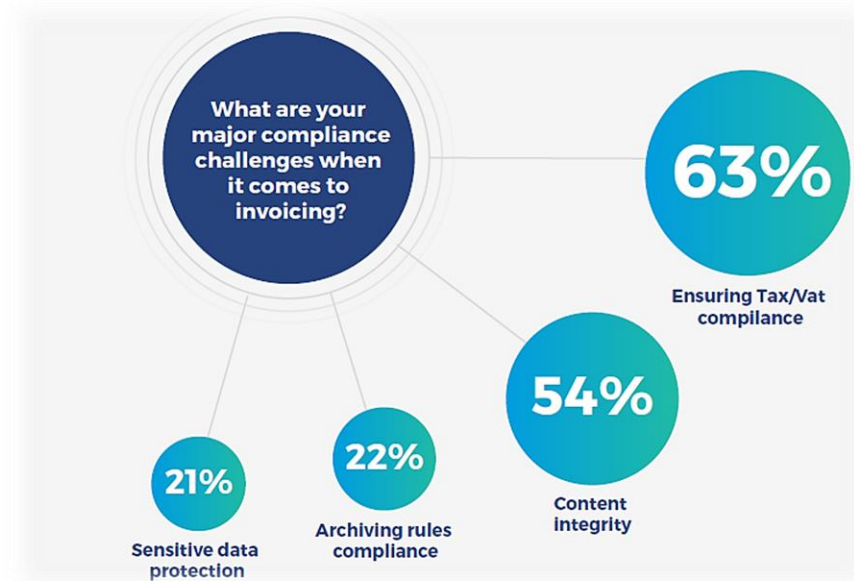 What are your
major compliance
challenges when
it comes to
invoicing?
63%
Ensuring Tax/Vat
compilance
54%
Content
integrity
22%
Archiving rules
compliance
21%
Sensitive data
protection